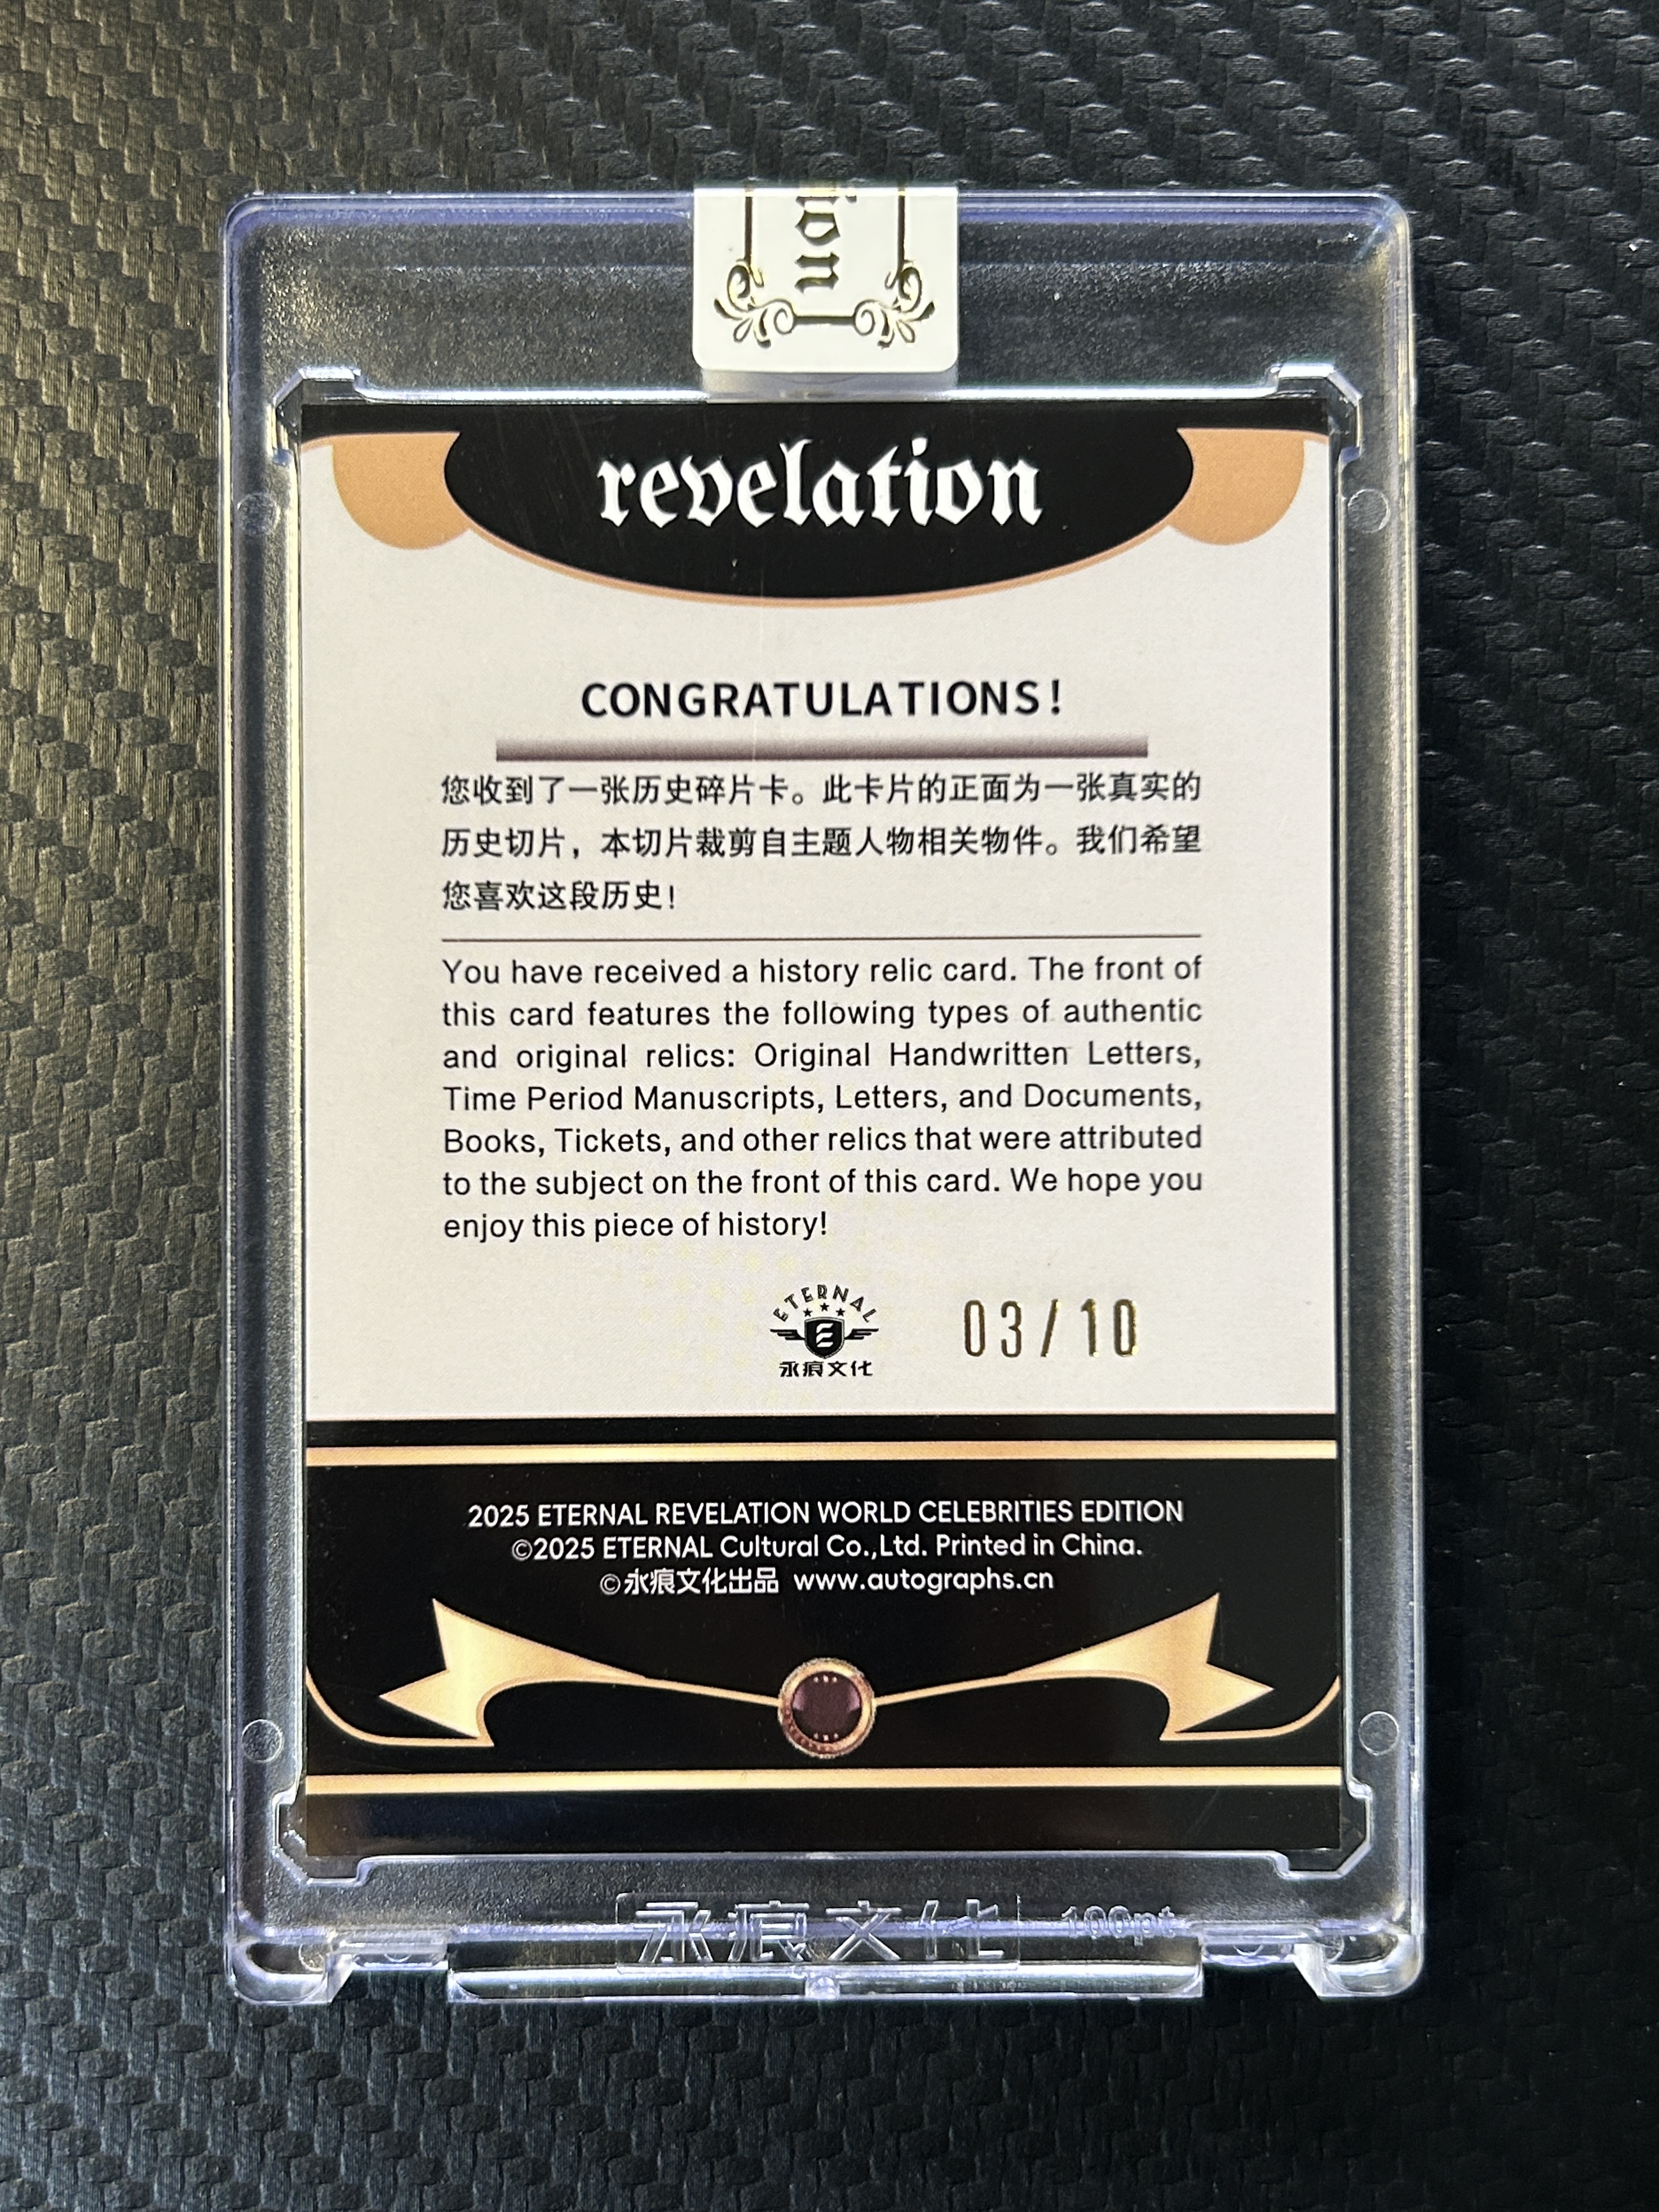 ion
revelation
CONGRATULATIONS!
您收到了一张历史碎片卡。此卡片的正面为一张真实的
历史切片，本切片裁剪自主题人物相关物件。我们希望
您喜欢这段历史!
You have received a history relic card. The front of
this card features the following types of authentic
and original relics: Original Handwritten Letters,
Time Period Manuscripts, Letters, and Documents,
Books, Tickets, and other relics that were attributed
to the subject on the front of this card. We hope you
enjoy this piece of history!
ETERNAL
永痕文化
03/10
2025 ETERNAL REVELATION WORLD CELEBRITIES EDITION
©2025 ETERNAL Cultural Co.,Ltd. Printed in China.
©永痕文化出品 www.autographs.cn
永痕文化 100pt